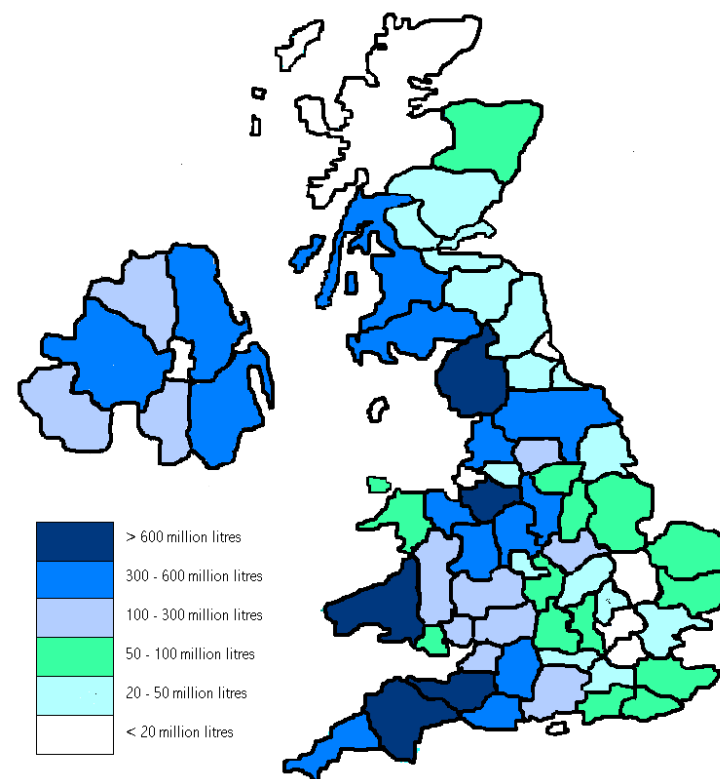 > 600 million litres
300 - 600 million litres
100 - 300 million litres
50 - 100 million litres
20 - 50 million litres
< 20 million litres